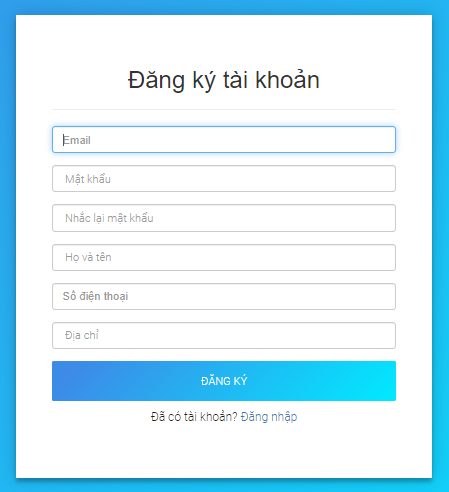 Đăng ký tài khoản
Email
Mật khẩu
Nhắc lại mật khẩu
Họ và tên
Số điện thoại
Địa chỉ
ĐĂNG KÝ
Đã có tài khoản? Đăng nhập